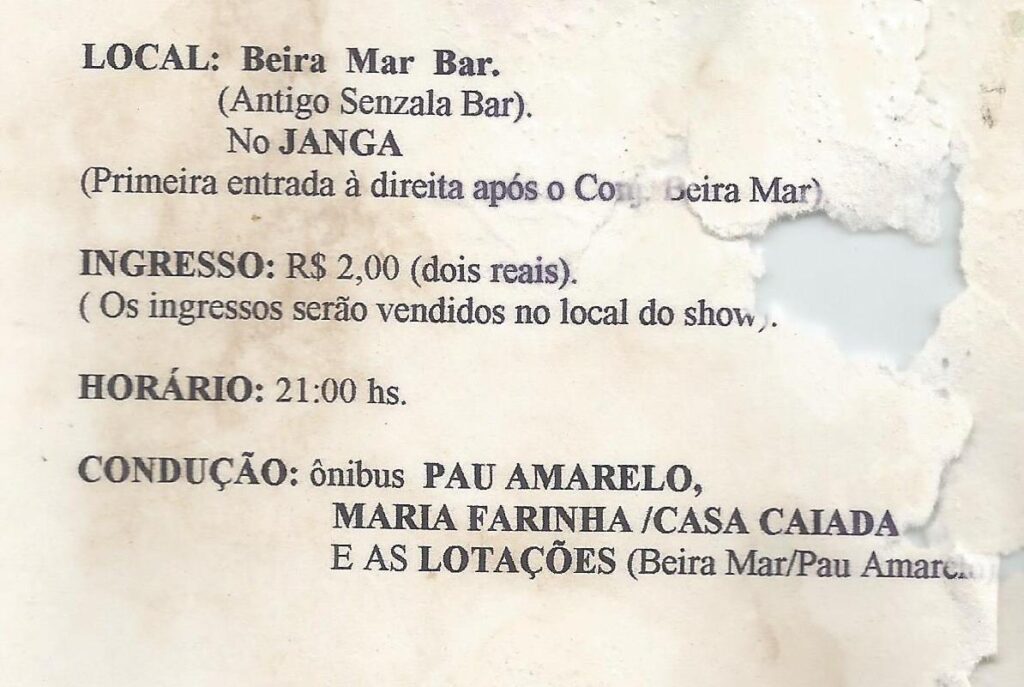 LOCAL: Beira Mar Bar.
(Antigo Senzala Bar).
No JANGA
(Primeira entrada à direita após o Conj. Beira Mar)
INGRESSO: R$ 2,00 (dois reais).
( Os ingressos serão vendidos no local do show).
HORÁRIO: 21:00 hs.
CONDUÇÃO: ônibus PAU AMARELO,
MARIA FARINHA /CASA CAIADA
E AS LOTAÇÕES (Beira Mar/Pau Amarelo)